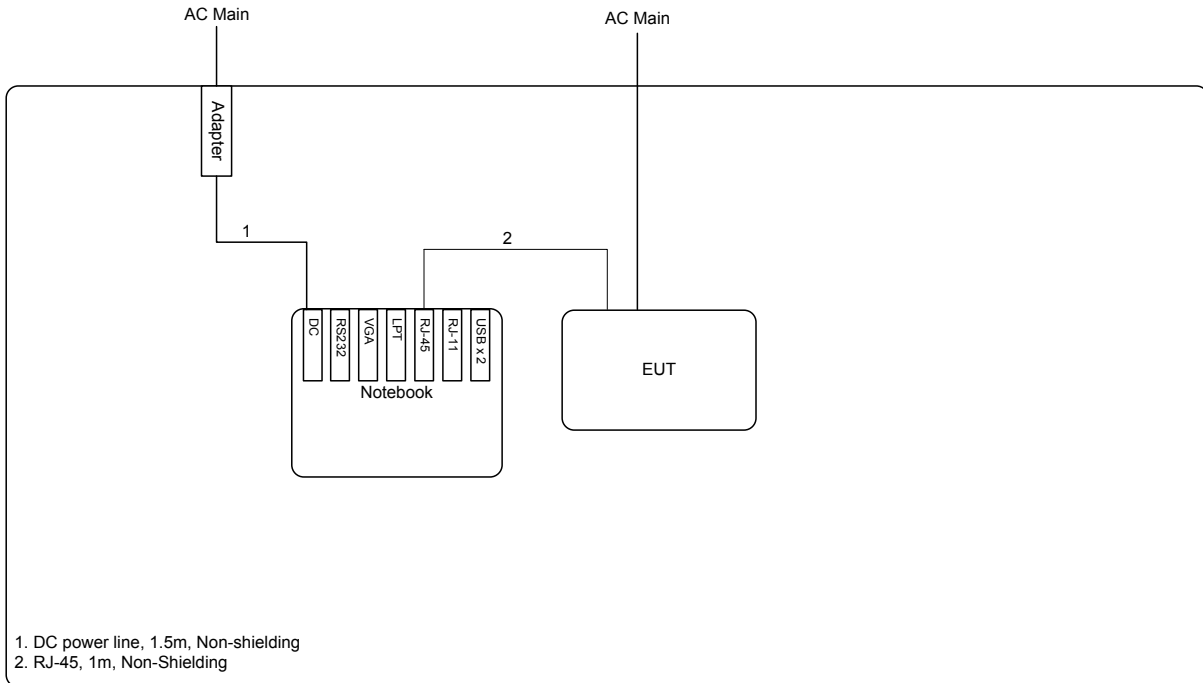 AC Main
AC Main
Adapter
1
2
DC
RS232
VGA
LPT
RJ-45
RJ-11
USB x 2
Notebook
EUT
1. DC power line, 1.5m, Non-shielding
2. RJ-45, 1m, Non-Shielding